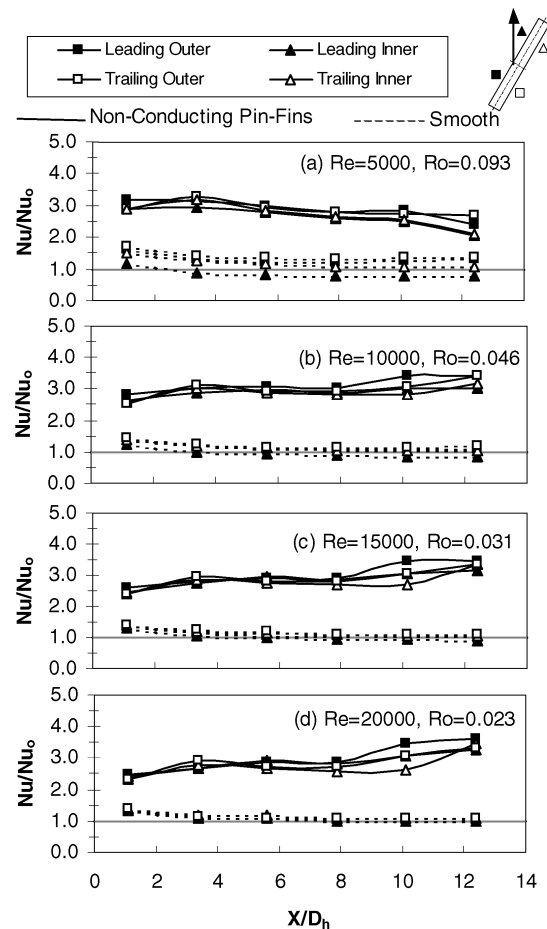 Leading Outer
Leading Inner
Trailing Outer
Trailing Inner
Non-Conducting Pin-Fins
Smooth
(a) Re=5000, Ro=0.093
5.0
4.0
3.0
2.0
1.0
0.0
Nu/Nuo
(b) Re=10000, Ro=0.046
5.0
4.0
3.0
2.0
1.0
0.0
Nu/Nuo
(c) Re=15000, Ro=0.031
5.0
4.0
3.0
2.0
1.0
0.0
Nu/Nuo
(d) Re=20000, Ro=0.023
5.0
4.0
3.0
2.0
1.0
0.0
Nu/Nuo
0 2 4 6 8 10 12 14
X/Dh